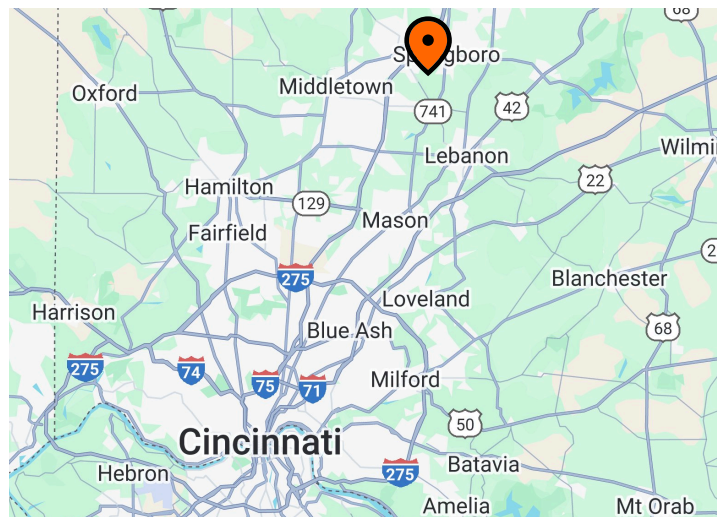 68
Oxford
Middletown
741
42
Lebanon
22
Hamilton
129
Mason
Fairfield
275
Blanchester
Loveland
Harrison
Blue Ash
68
275
74
75
71
Milford
50
Cincinnati
Hebron
275
Batavia
Amelia
Mt Orab